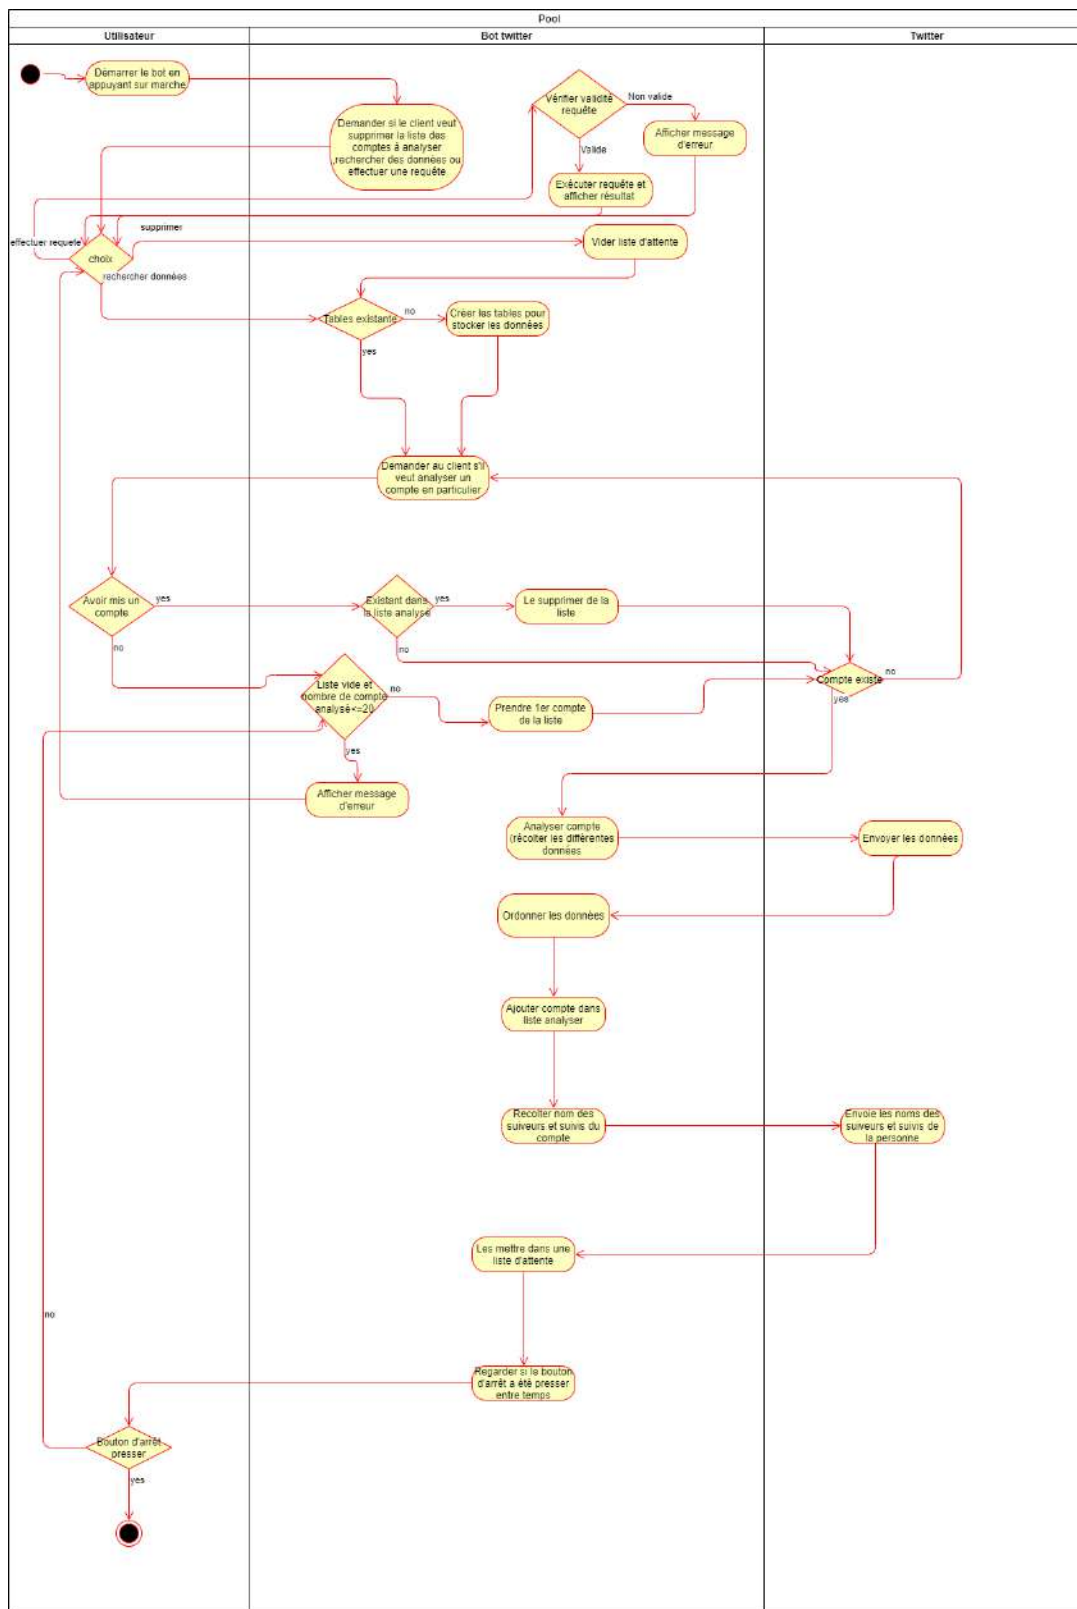 Pool
Utilisateur
Bot twitter
Twitter
Démarrer le bot en
appuyant sur marche
Demander si le client veut
supprimer la liste des
comptes à analyser
,rechercher des données ou
effectuer une requête
Vérifier validité
requête
Non valide
Afficher message
d'erreur
Valide
Exécuter requête et
afficher résultat
supprimer
effectuer requete
choix
rechercher données
Vider liste d'attente
Tables existante
no
Créer les tables pour
stocker les données
yes
Demander au client s'il
veut analyser un
compte en particulier
Avoir mis un
compte
yes
Existant dans
la liste analysé
yes
Le supprimer de la
liste
no
no
Compte existe
no
yes
Liste vide et
nombre de compte
analysé<=20
no
Prendre 1er compte
de la liste
yes
Afficher message
d'erreur
Analyser compte
(récolter les différentes
données
Envoyer les données
Ordonner les données
Ajouter compte dans
liste analyser
Recolter nom des
suiveurs et suivis du
compte
Envoie les noms des
suiveurs et suivis de
la personne
Les mettre dans une
liste d'attente
no
Regarder si le bouton
d'arrêt a été presser
entre temps
Bouton d'arrêt
presser
yes